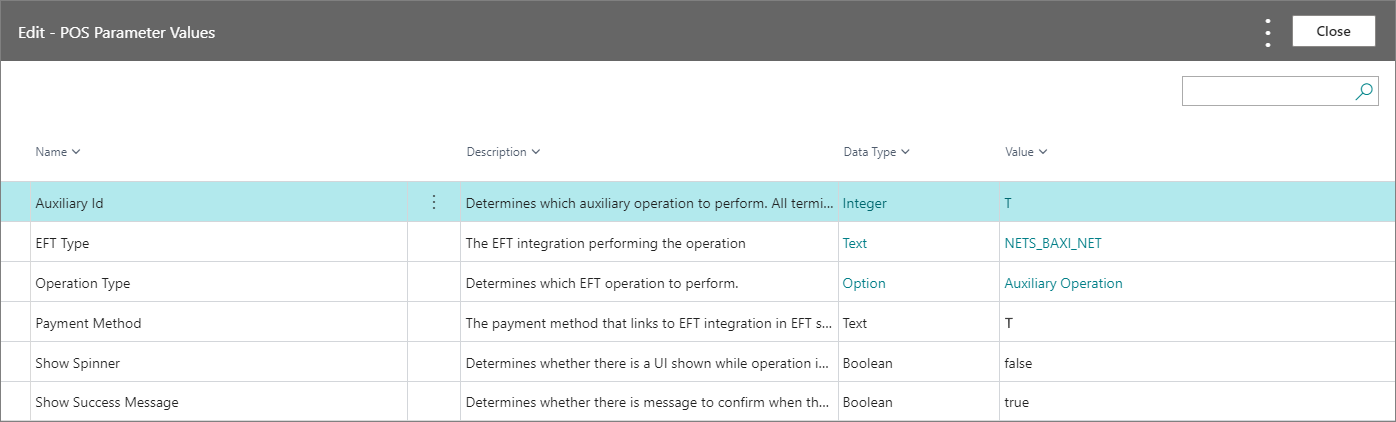 Edit - POS Parameter Values Close
Name Description Data Type Value
Auxiliary Id Determines which auxiliary operation to perform. All termi... Integer T
EFT Type The EFT integration performing the operation Text NETS_BAXI_NET
Operation Type Determines which EFT operation to perform. Option Auxiliary Operation
Payment Method The payment method that links to EFT integration in EFT s... Text T
Show Spinner Determines whether there is a UI shown while operation i... Boolean false
Show Success Message Determines whether there is message to confirm when th... Boolean true